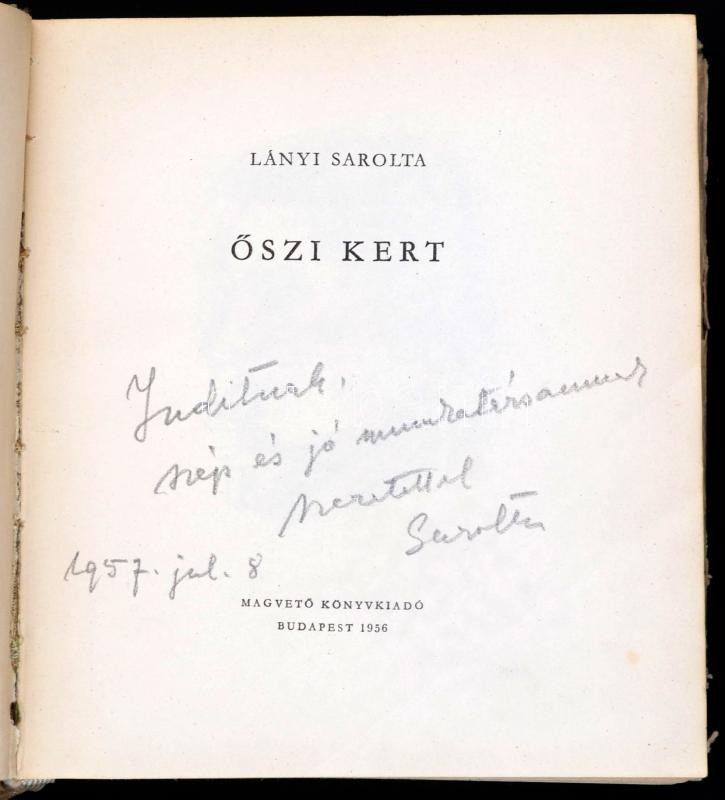 LÁNYI SAROLTA
ŐSZI KERT
Juditnak,
szép és jó munkatársamnak
szeretettel
Sarolta
1957. jul. 8
MAGVETŐ KÖNYVKIADÓ
BUDAPEST 1956